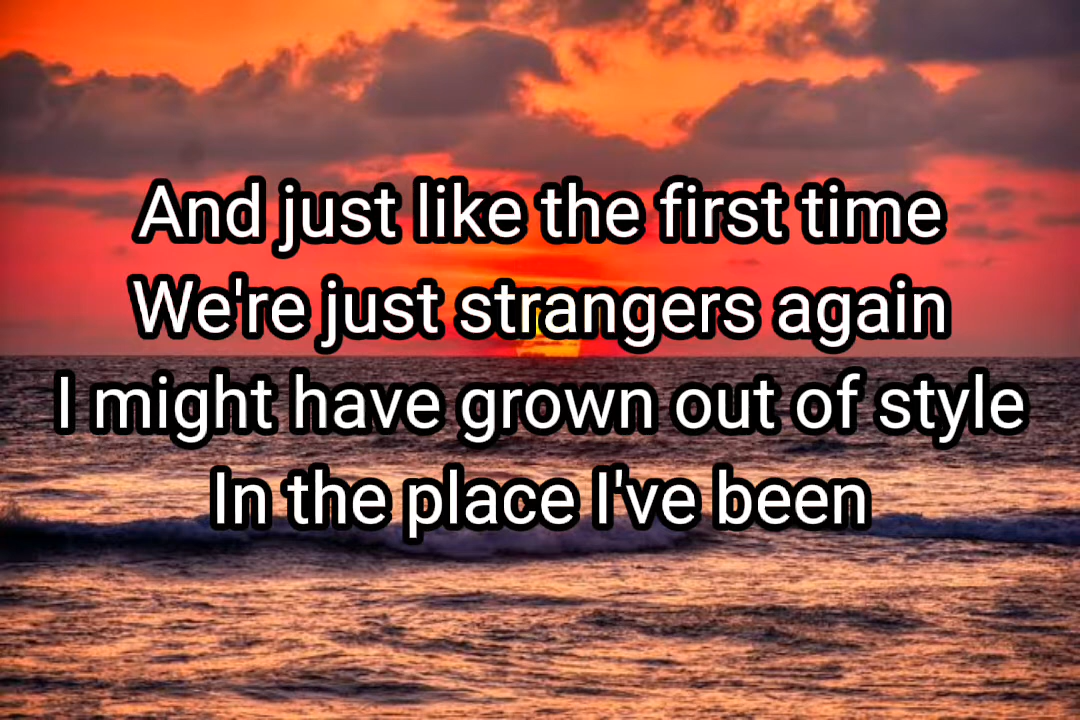 And just like the first time
We're just strangers again
I might have grown out of style
In the place I've been